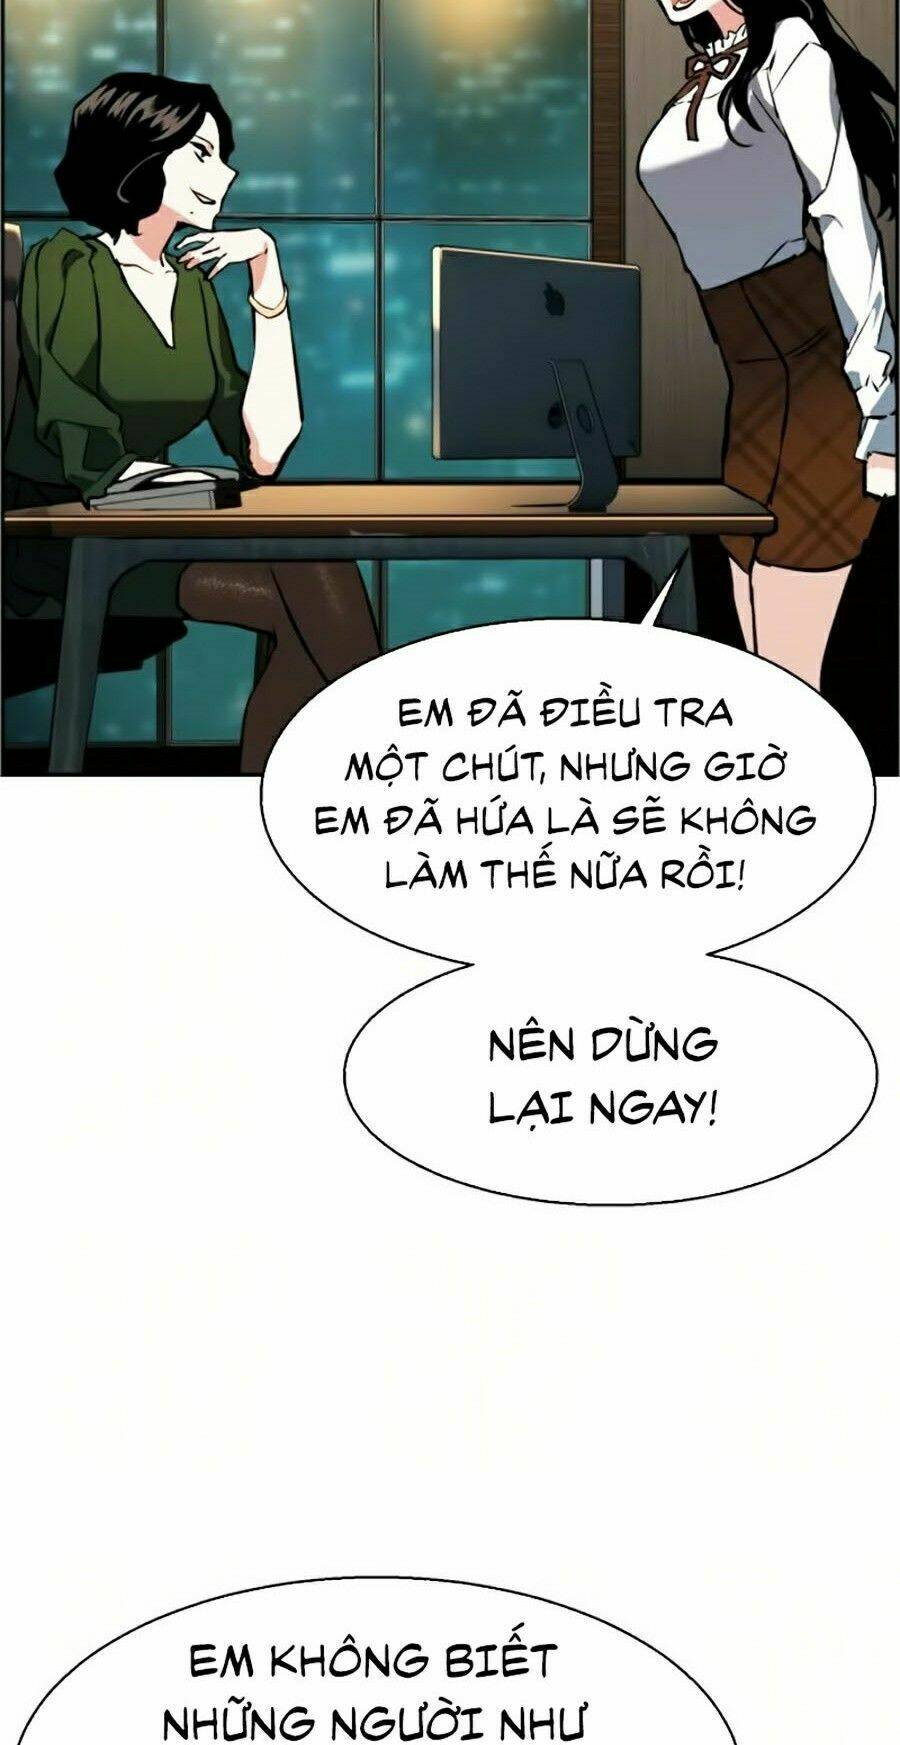 EM ĐÃ ĐIỀU TRA
MỘT CHÚT, NHƯNG GIỜ
EM ĐÃ HỨA LÀ SẼ KHÔNG
LÀM THẾ NỮA RỒI!
NÊN DỪNG
LẠI NGAY!
EM KHÔNG BIẾT
NHỮNG NGƯỜI NHƯ